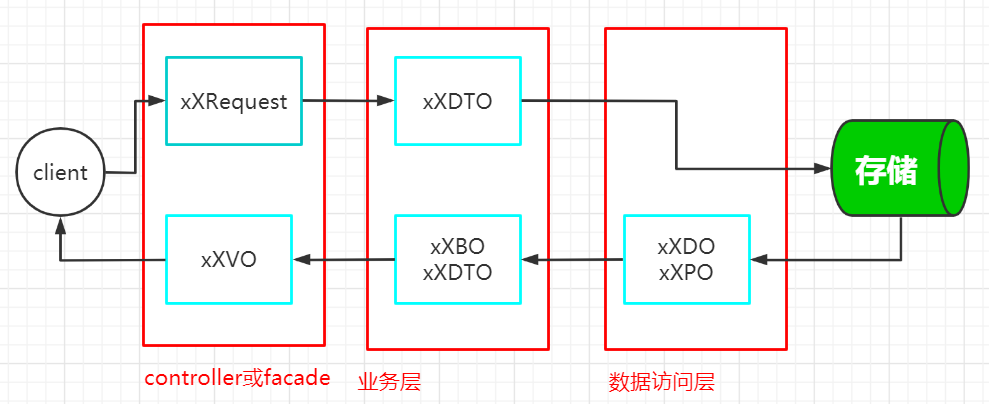 client
xXRequest
xXDTO
存储
xXVO
xXBO
xXDTO
xXDO
xXPO
controller或facade
业务层
数据访问层